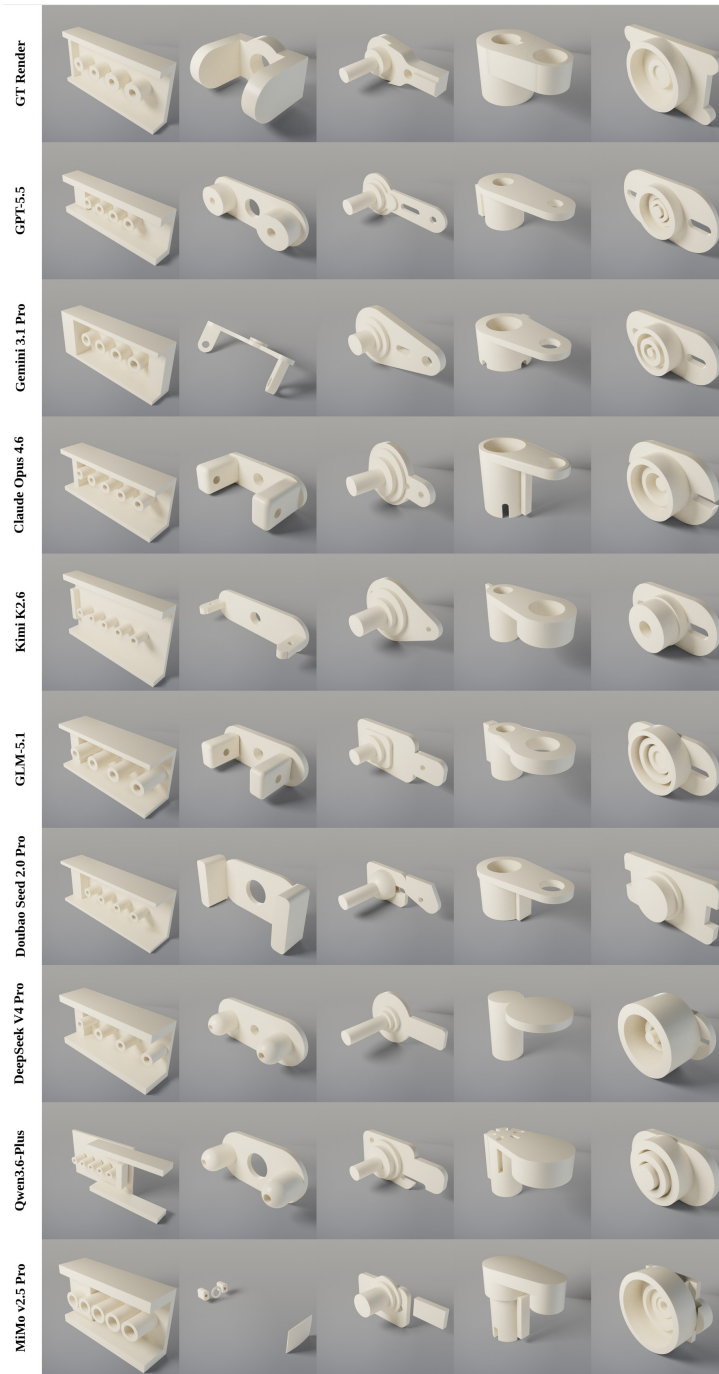 GT Render
GPT-5.5
Gemini 3.1 Pro
Claude Opus 4.6
Kimi K2.6
GLM-5.1
Doubao Seed 2.0 Pro
DeepSeek V4 Pro
Qwen3.6-Plus
MiMo v2.5 Pro